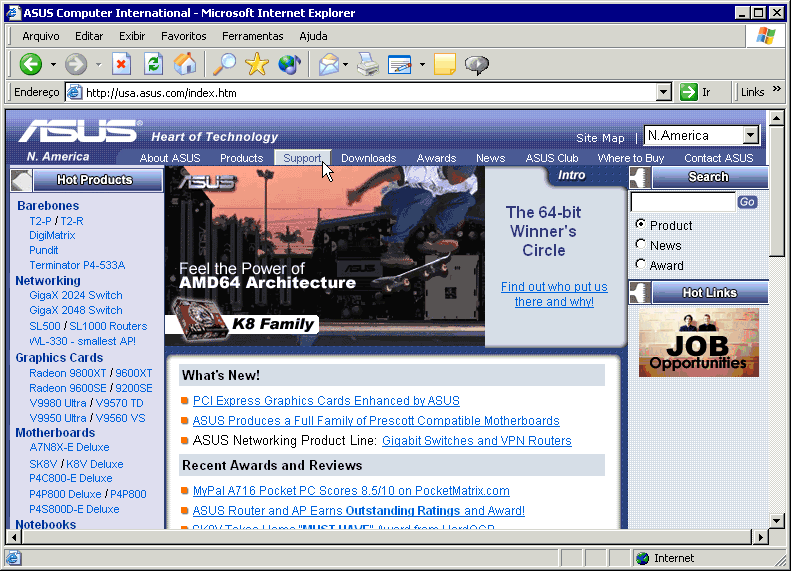 ASUS Computer International - Microsoft Internet Explorer
Arquivo Editar Exibir Favoritos Ferramentas Ajuda
Endereço http://usa.asus.com/index.htm Ir Links »
ASUS Heart of Technology Site Map | N.America
N. America About ASUS Products Support Downloads Awards News ASUS Club Where to Buy Contact ASUS
Hot Products
Barebones
T2-P / T2-R
DigiMatrix
Pundit
Terminator P4-533A
Networking
GigaX 2024 Switch
GigaX 2048 Switch
SL500 / SL1000 Routers
WL-330 - smallest AP!
Graphics Cards
Radeon 9800XT / 9600XT
Radeon 9600SE / 9200SE
V9980 Ultra / V9570 TD
V9950 Ultra / V9560 VS
Motherboards
A7N8X-E Deluxe
SK8V / K8V Deluxe
P4C800-E Deluxe
P4P800 Deluxe / P4P800
P4S800D-E Deluxe
Notebooks
ASUS
Feel the Power of
AMD64 Architecture
K8 Family
Intro
The 64-bit
Winner's
Circle
Find out who put us
there and why!
What's New!
PCI Express Graphics Cards Enhanced by ASUS
ASUS Produces a Full Family of Prescott Compatible Motherboards
ASUS Networking Product Line: Gigabit Switches and VPN Routers
Recent Awards and Reviews
MyPal A716 Pocket PC Scores 8.5/10 on PocketMatrix.com
ASUS Router and AP Earns Outstanding Ratings and Award!
SK8V Takes Home "MUST HAVE" Award from HardOCP
Search
Go
Product
News
Award
Hot Links
JOB
Opportunities
Internet